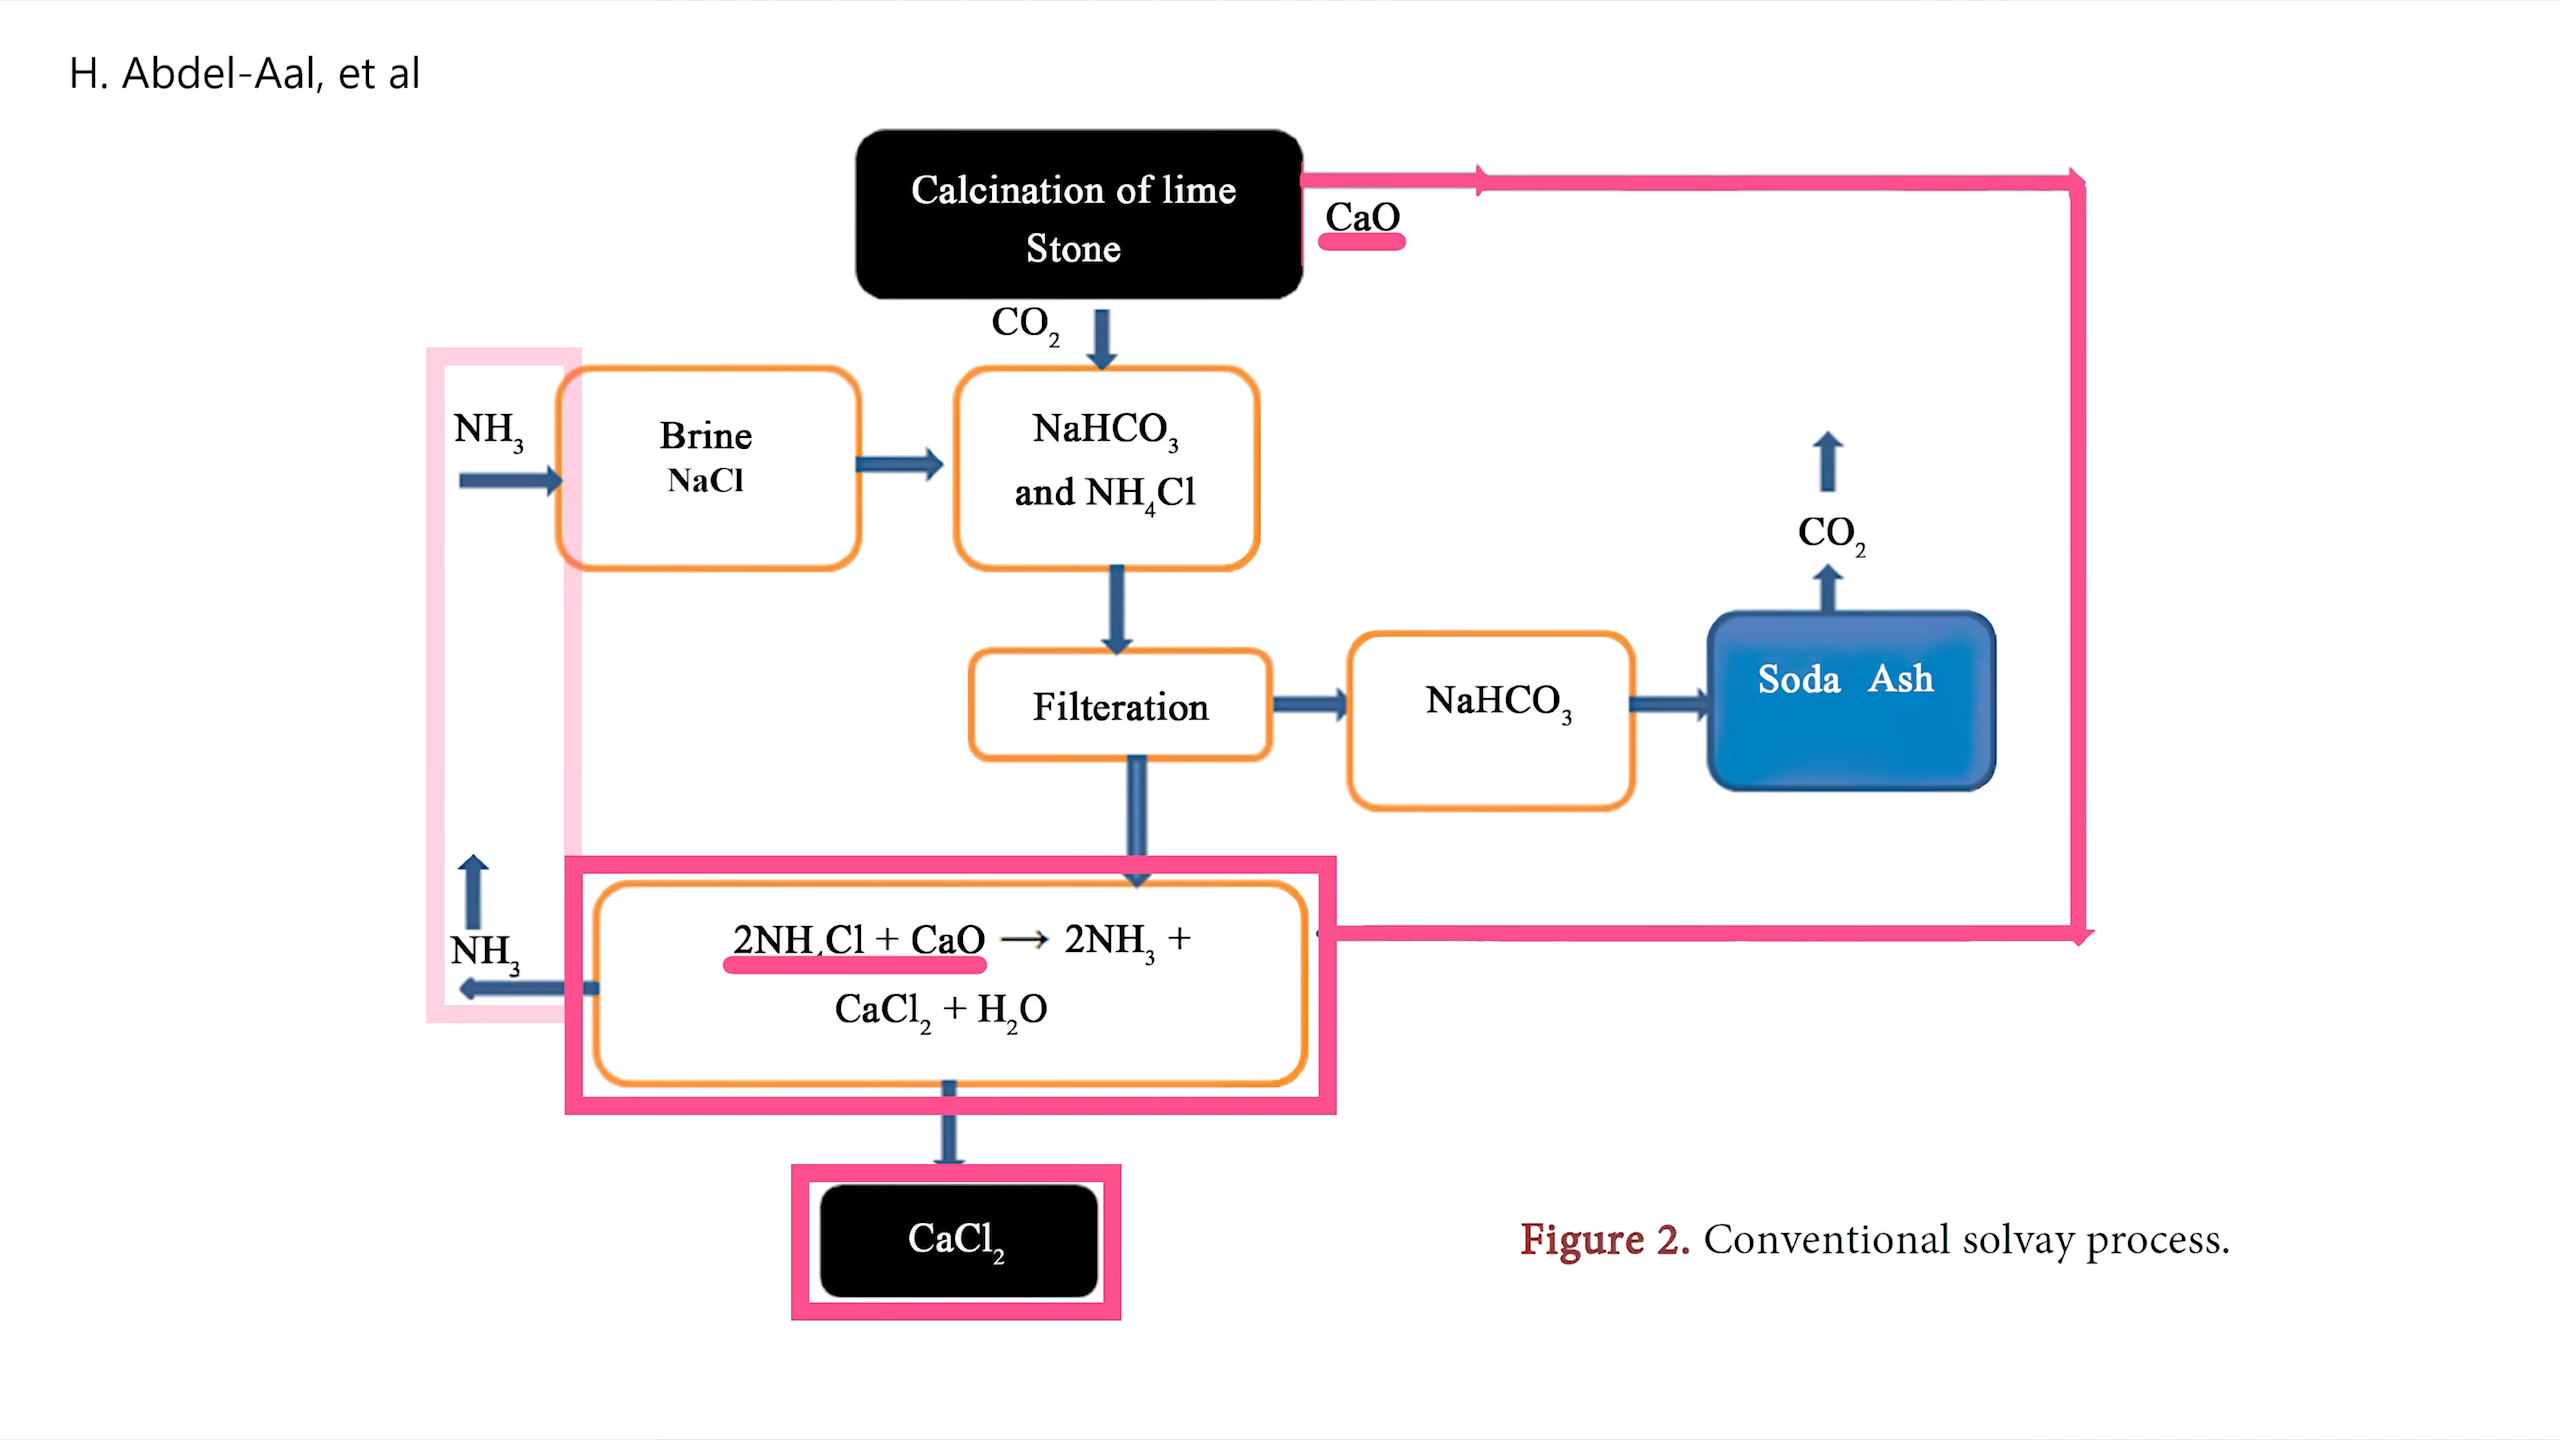 H. Abdel-Aal, et al
Calcination of lime
Stone
CaO
CO₂
NH₃
Brine
NaCl
NaHCO₃
and NH₄Cl
CO₂
Filteration
NaHCO₃
Soda Ash
NH₃
2NH₄Cl + CaO → 2NH₃ +
CaCl₂ + H₂O
CaCl₂
Figure 2. Conventional solvay process.